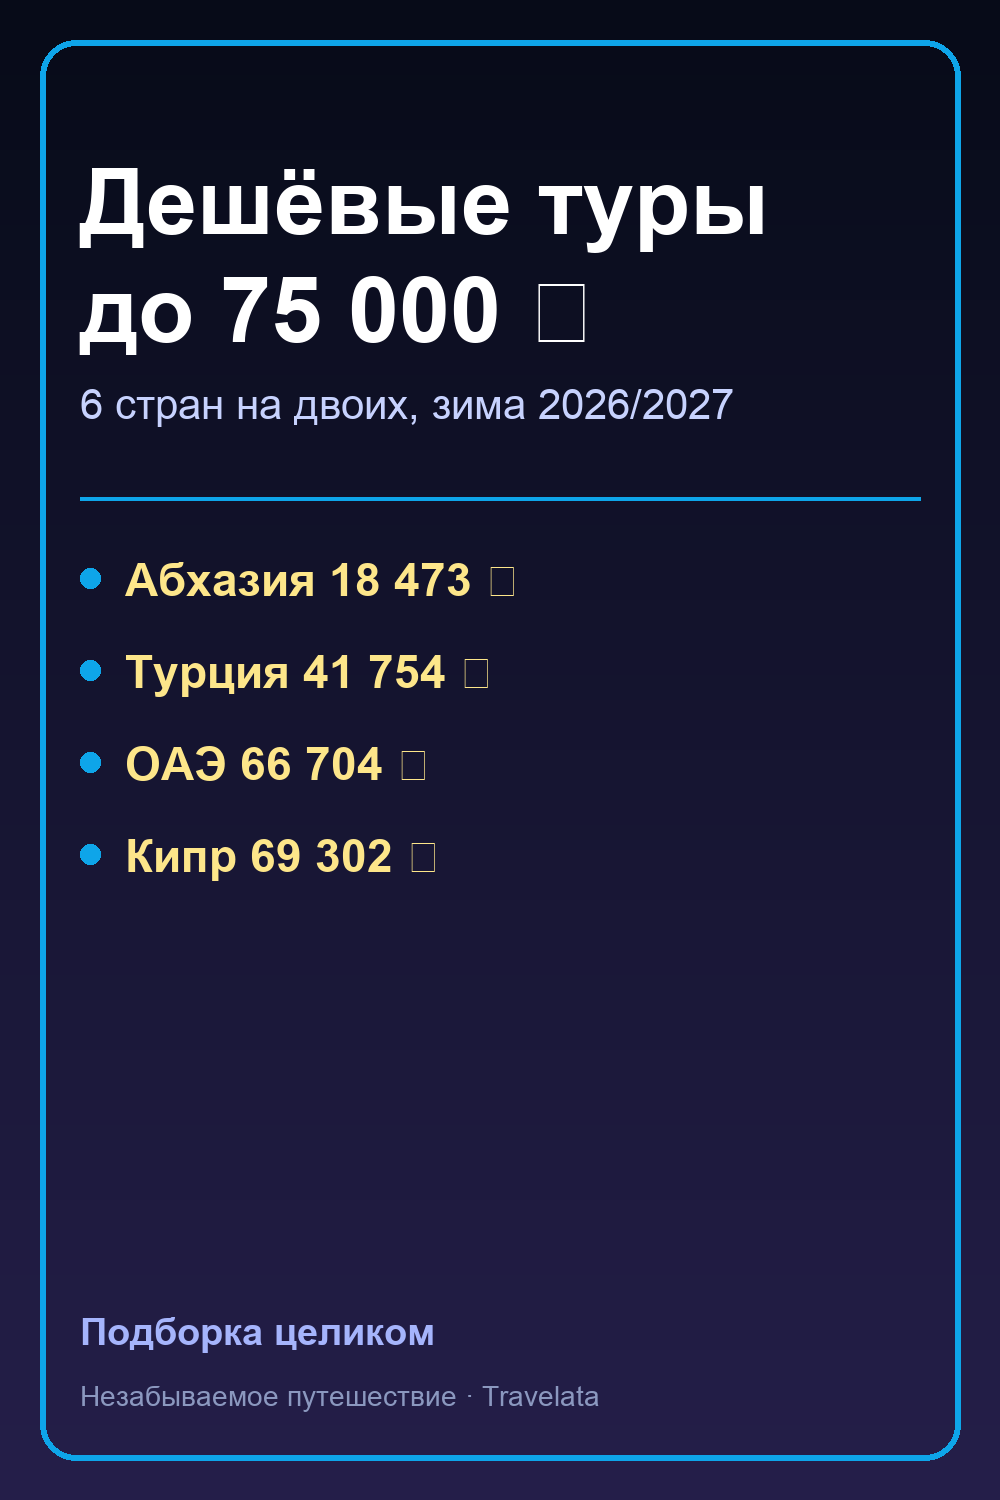 Дешёвые туры
до 75 000 □
6 стран на двоих, зима 2026/2027
Абхазия 18 473 □
Турция 41 754 □
ОАЭ 66 704 □
Кипр 69 302 □
Подборка целиком
Незабываемое путешествие · Travelata